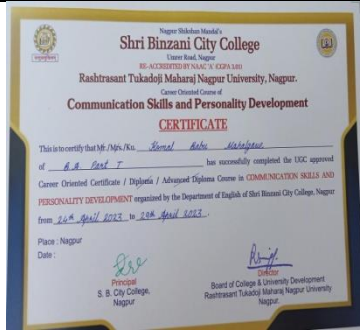 Nagpur Shikshan Mandal's
Shri Binzani City College
Umrer Road, Nagpur
RE-ACCREDITED BY NAAC 'A' (CGPA 3.03)
Rashtrasant Tukadoji Maharaj Nagpur University, Nagpur.
Career Oriented Course of
Communication Skills and Personality Development
CERTIFICATE
This is to certify that Mr./Mrs./Ku. Komal Babu
of B.A. Part I has successfully completed the UGC approved
Career Oriented Certificate / Diploma / Advanced Diploma Course in COMMUNICATION SKILLS AND
PERSONALITY DEVELOPMENT organized by the Department of English of Shri Binzani City College, Nagpur
from 24th April 2023 to 29th April 2023.
Place : Nagpur
Date :
Principal
S. B. City College,
Nagpur
Director
Board of College & University Development
Rashtrasant Tukadoji Maharaj Nagpur University
Nagpur.